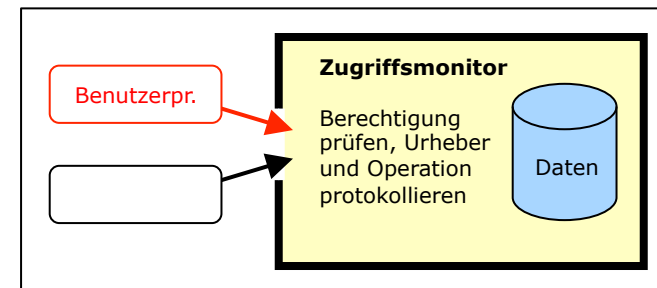 Zugriffsmonitor
Benutzerpr.
Berechtigung
prüfen, Urheber
und Operation
protokollieren
Daten